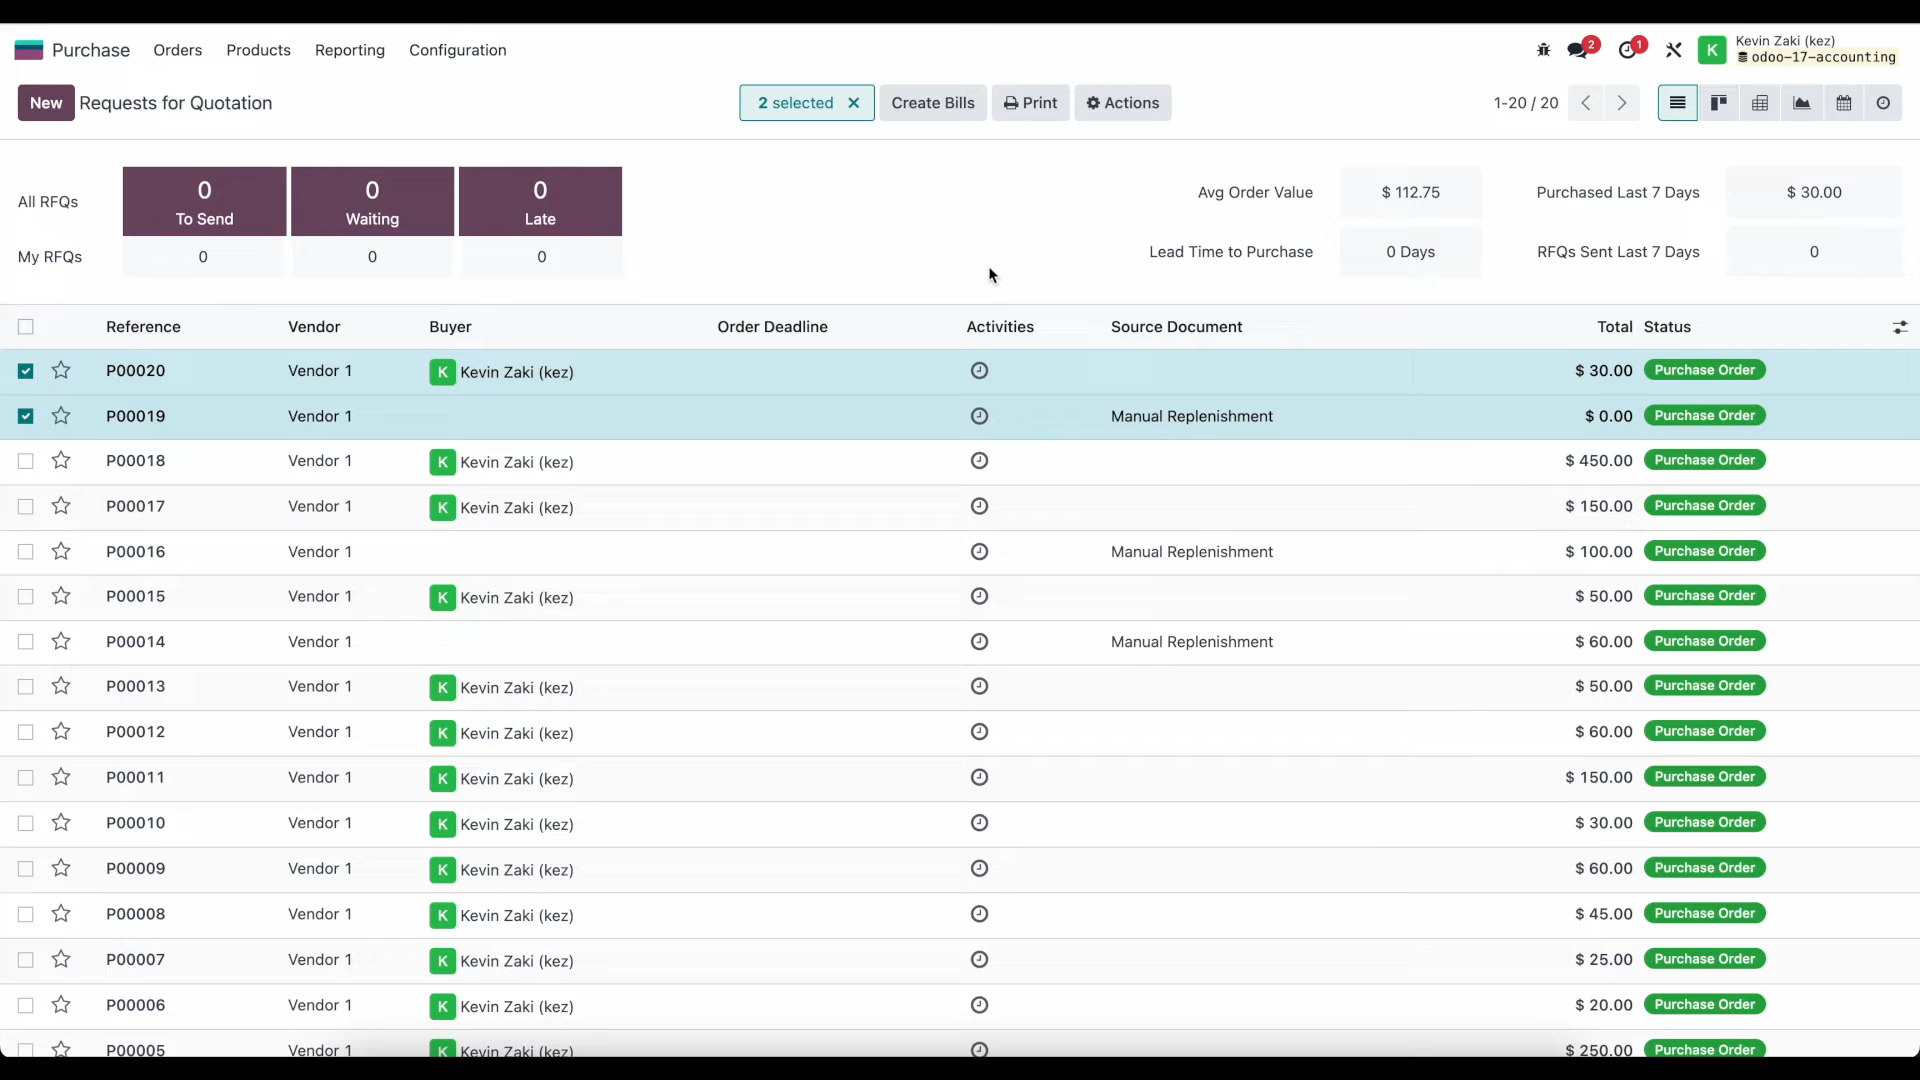 Purchase Orders Products Reporting Configuration 2 1 K Kevin Zaki (kez)
odoo-17-accounting
New Requests for Quotation 2 selected Create Bills Print Actions 1-20 / 20
All RFQs 0 To Send 0 Waiting 0 Late Avg Order Value $ 112.75 Purchased Last 7 Days $ 30.00
My RFQs 0 0 0 Lead Time to Purchase 0 Days RFQs Sent Last 7 Days 0
Reference Vendor Buyer Order Deadline Activities Source Document Total Status
P00020 Vendor 1 K Kevin Zaki (kez) $ 30.00 Purchase Order
P00019 Vendor 1 Manual Replenishment $ 0.00 Purchase Order
P00018 Vendor 1 K Kevin Zaki (kez) $ 450.00 Purchase Order
P00017 Vendor 1 K Kevin Zaki (kez) $ 150.00 Purchase Order
P00016 Vendor 1 Manual Replenishment $ 100.00 Purchase Order
P00015 Vendor 1 K Kevin Zaki (kez) $ 50.00 Purchase Order
P00014 Vendor 1 Manual Replenishment $ 60.00 Purchase Order
P00013 Vendor 1 K Kevin Zaki (kez) $ 50.00 Purchase Order
P00012 Vendor 1 K Kevin Zaki (kez) $ 60.00 Purchase Order
P00011 Vendor 1 K Kevin Zaki (kez) $ 150.00 Purchase Order
P00010 Vendor 1 K Kevin Zaki (kez) $ 30.00 Purchase Order
P00009 Vendor 1 K Kevin Zaki (kez) $ 60.00 Purchase Order
P00008 Vendor 1 K Kevin Zaki (kez) $ 45.00 Purchase Order
P00007 Vendor 1 K Kevin Zaki (kez) $ 25.00 Purchase Order
P00006 Vendor 1 K Kevin Zaki (kez) $ 20.00 Purchase Order
P00005 Vendor 1 K Kevin Zaki (kez) $ 250.00 Purchase Order